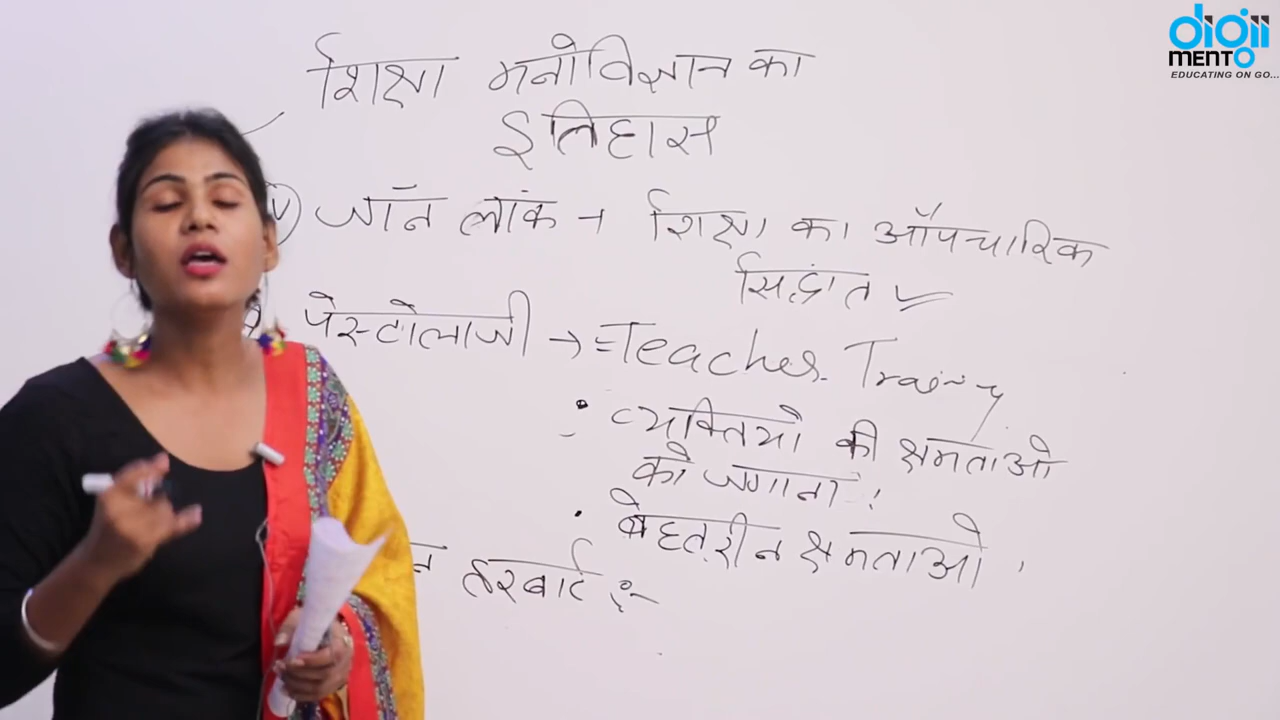 digii
MENTO
EDUCATING ON GO...
शिक्षा मनोविज्ञान का
इतिहास
v) जॉन लांक → शिक्षा का ऑपचारिक
सिद्धांत
पेस्टोलाजी → Teacher Training
व्यक्तियो की क्षमताओ
को जगाना !
बेहतरीन क्षमताओ
न हरबार्ट :-